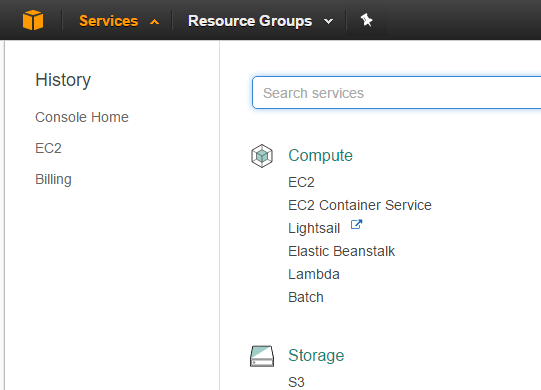 Services
Resource Groups
History
Console Home
EC2
Billing
Search services
Compute
EC2
EC2 Container Service
Lightsail
Elastic Beanstalk
Lambda
Batch
Storage
S3